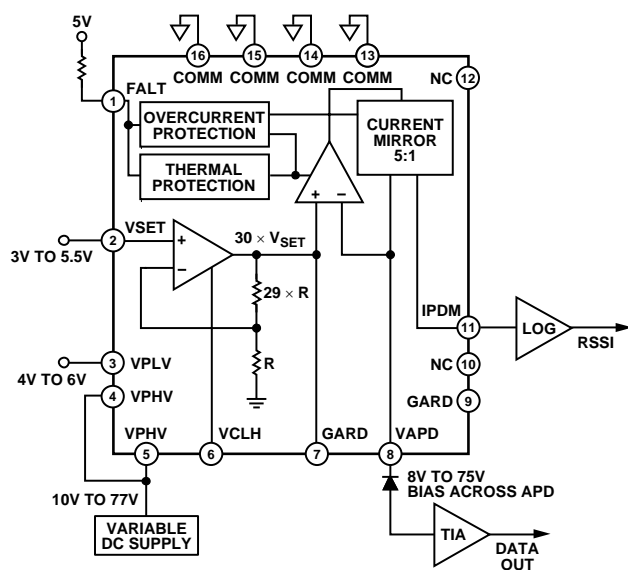 5V
16
15
14
13
COMM
COMM
COMM
COMM
NC
12
1
FALT
OVERCURRENT
PROTECTION
CURRENT
MIRROR
5:1
THERMAL
PROTECTION
+
−
2
VSET
3V TO 5.5V
+
−
30 × VSET
29 × R
R
IPDM
11
LOG
RSSI
3
VPLV
4V TO 6V
4
VPHV
NC
10
GARD
9
VPHV
VCLH
GARD
VAPD
5
6
7
8
10V TO 77V
8V TO 75V
BIAS ACROSS APD
VARIABLE
DC SUPPLY
TIA
DATA
OUT